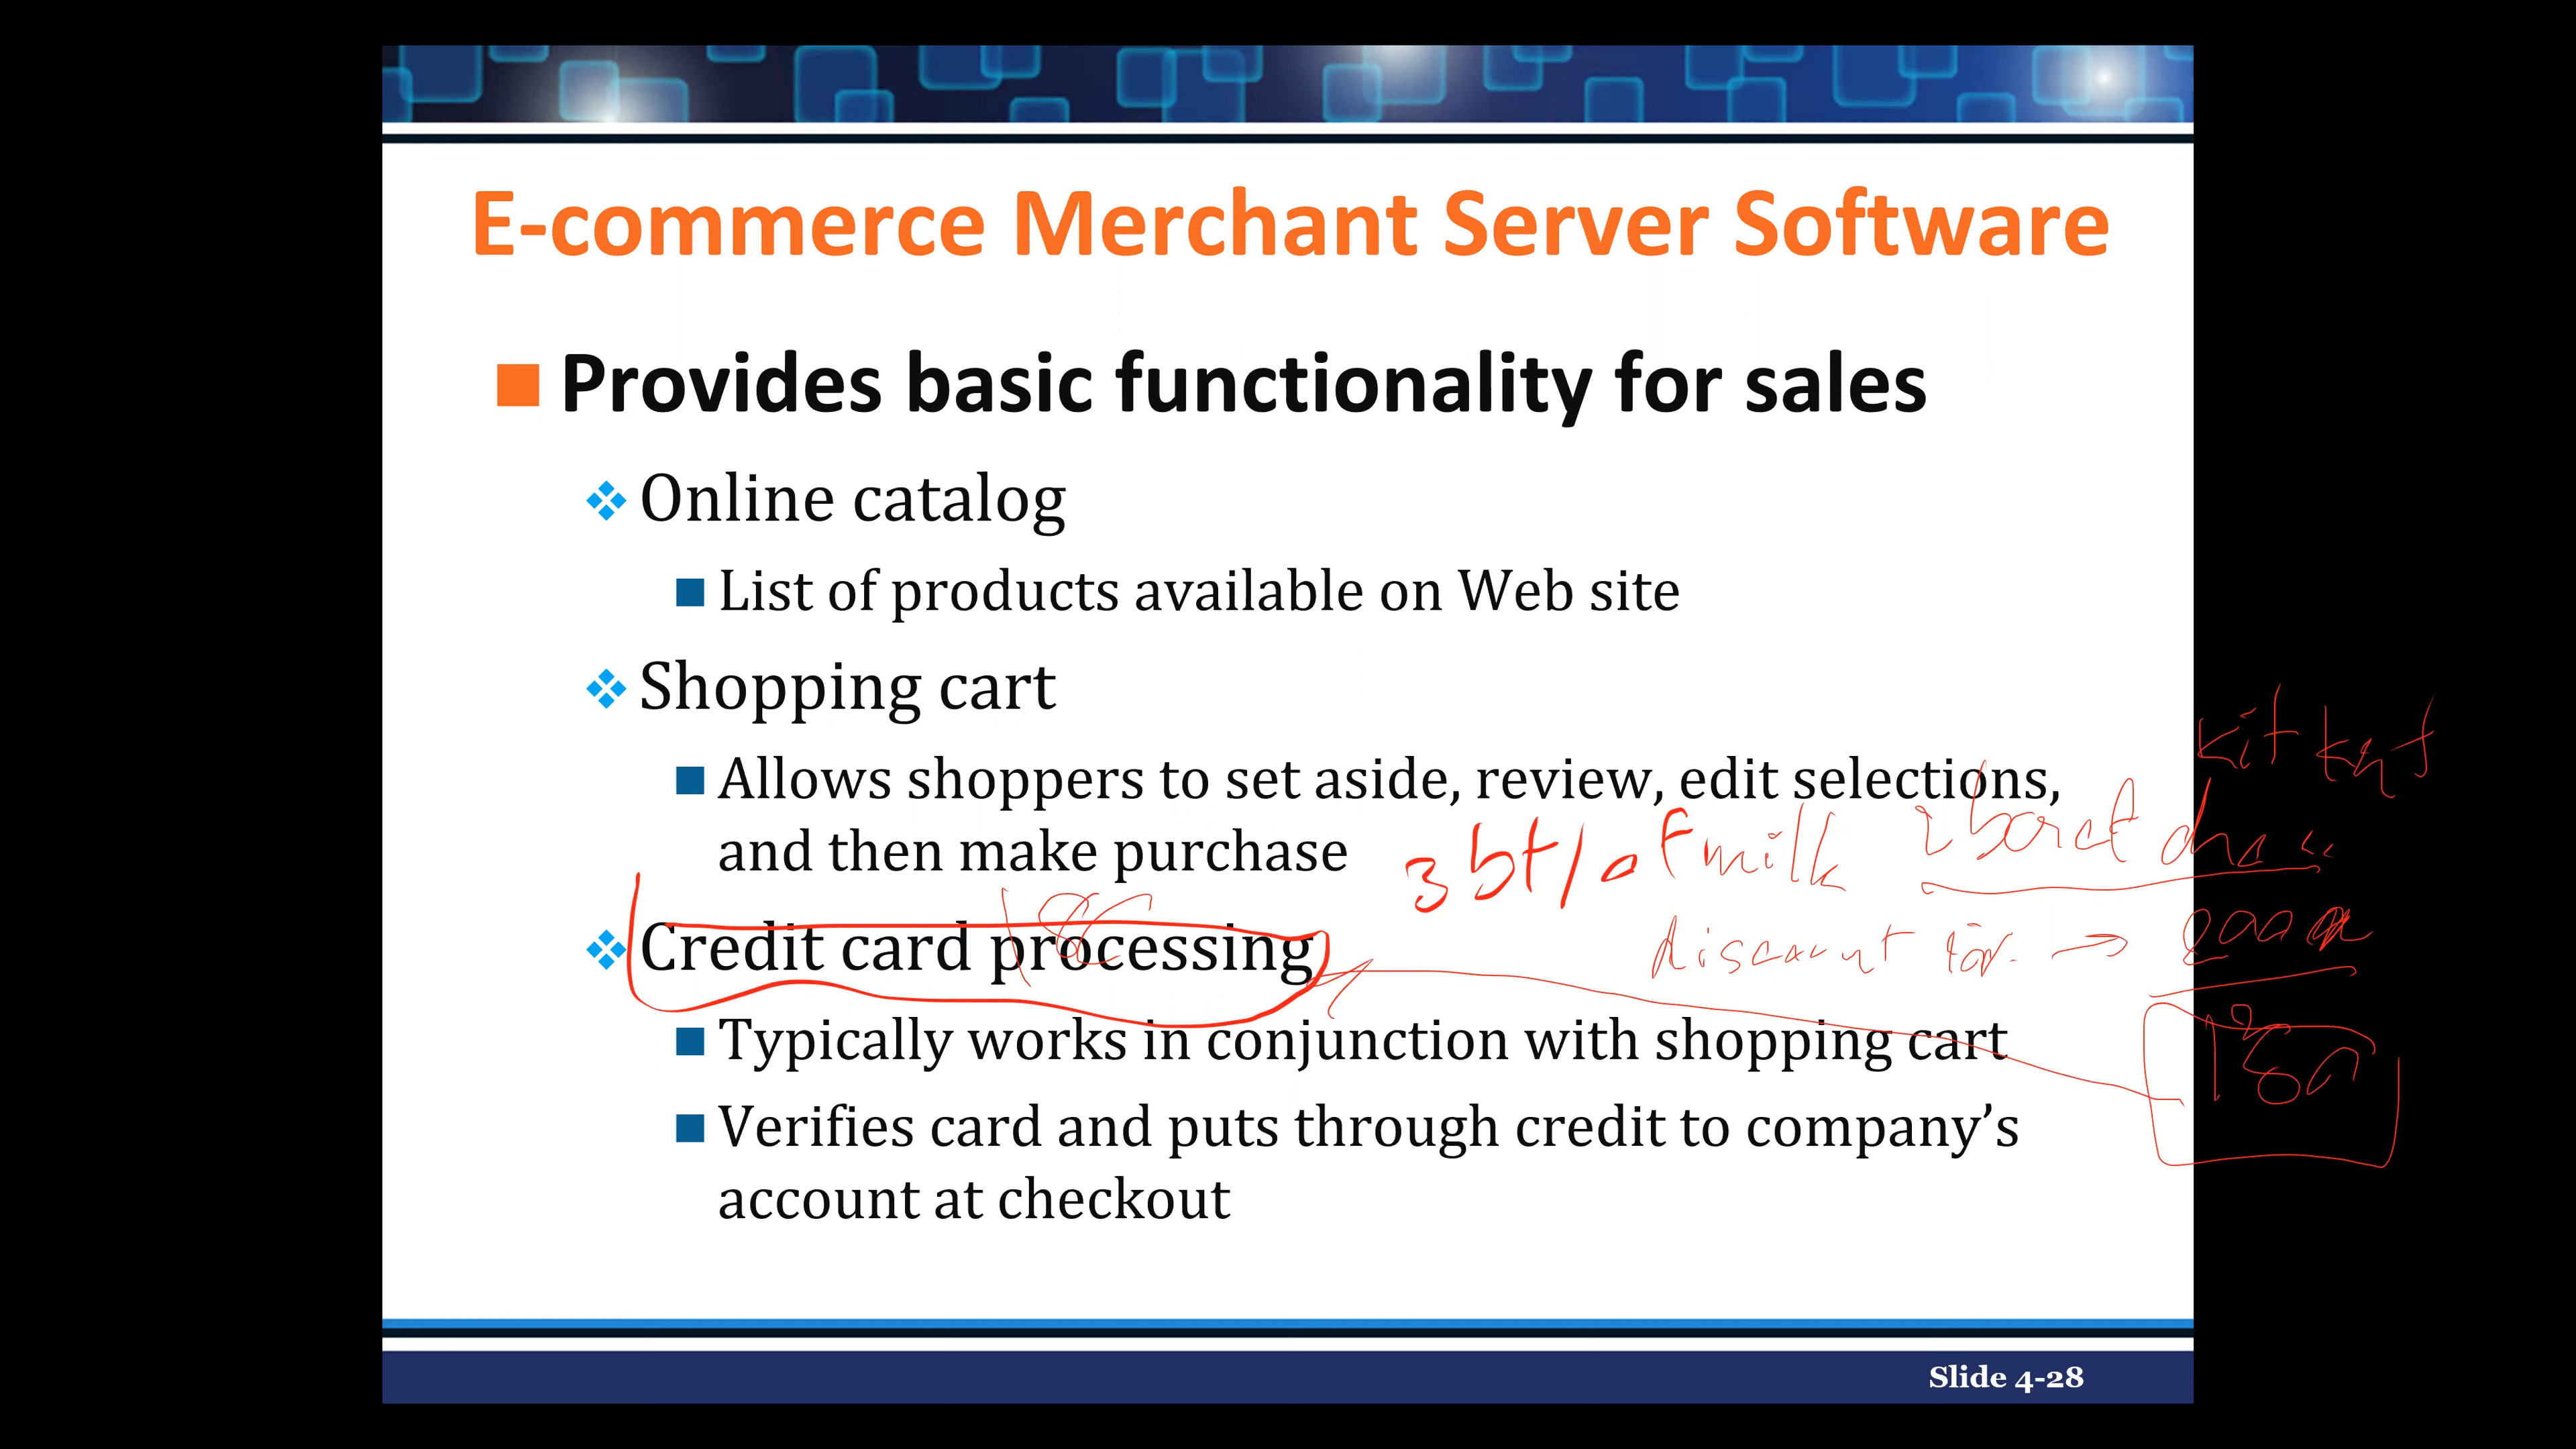 E-commerce Merchant Server Software
Provides basic functionality for sales
Online catalog
List of products available on Web site
Shopping cart
Allows shoppers to set aside, review, edit selections,
and then make purchase
Credit card processing
Typically works in conjunction with shopping cart
Verifies card and puts through credit to company's
account at checkout
kit kat
3 btl of milk
discount
Slide 4-28